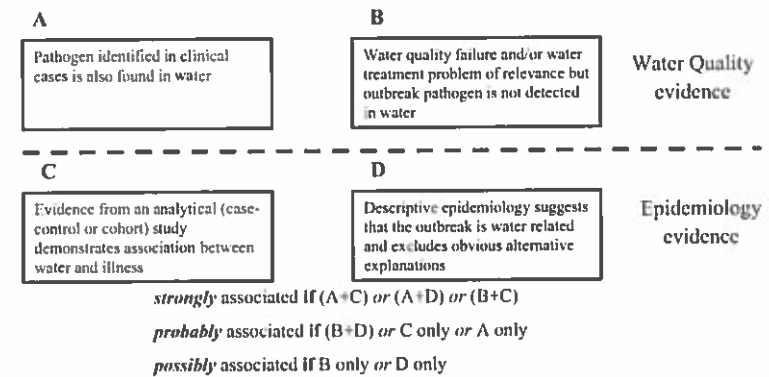 A
B
Pathogen identified in clinical
cases is also found in water
Water quality failure and/or water
treatment problem of relevance but
outbreak pathogen is not detected
in water
Water Quality
evidence
C
D
Evidence from an analytical (case-
control or cohort) study
demonstrates association between
water and illness
Descriptive epidemiology suggests
that the outbreak is water related
and excludes obvious alternative
explanations
Epidemiology
evidence
strongly associated if (A+C) or (A+D) or (B+C)
probably associated if (B+D) or C only or A only
possibly associated if B only or D only